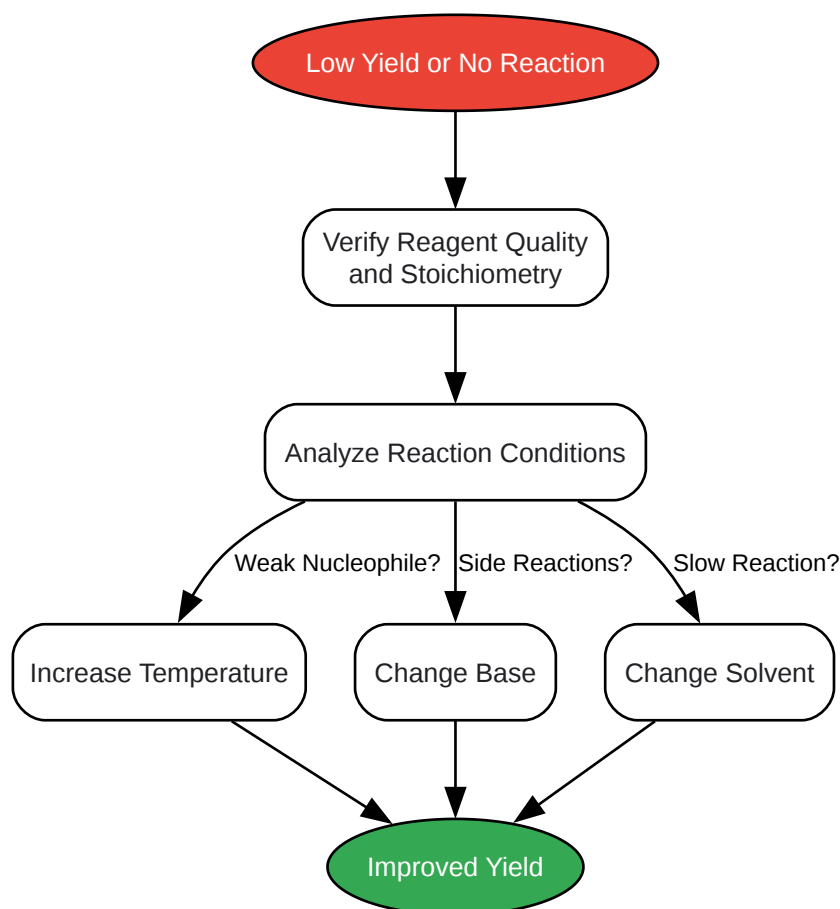 Low Yield or No Reaction
Verify Reagent Quality
and Stoichiometry
Analyze Reaction Conditions
Weak Nucleophile?
Side Reactions?
Slow Reaction?
Increase Temperature
Change Base
Change Solvent
Improved Yield